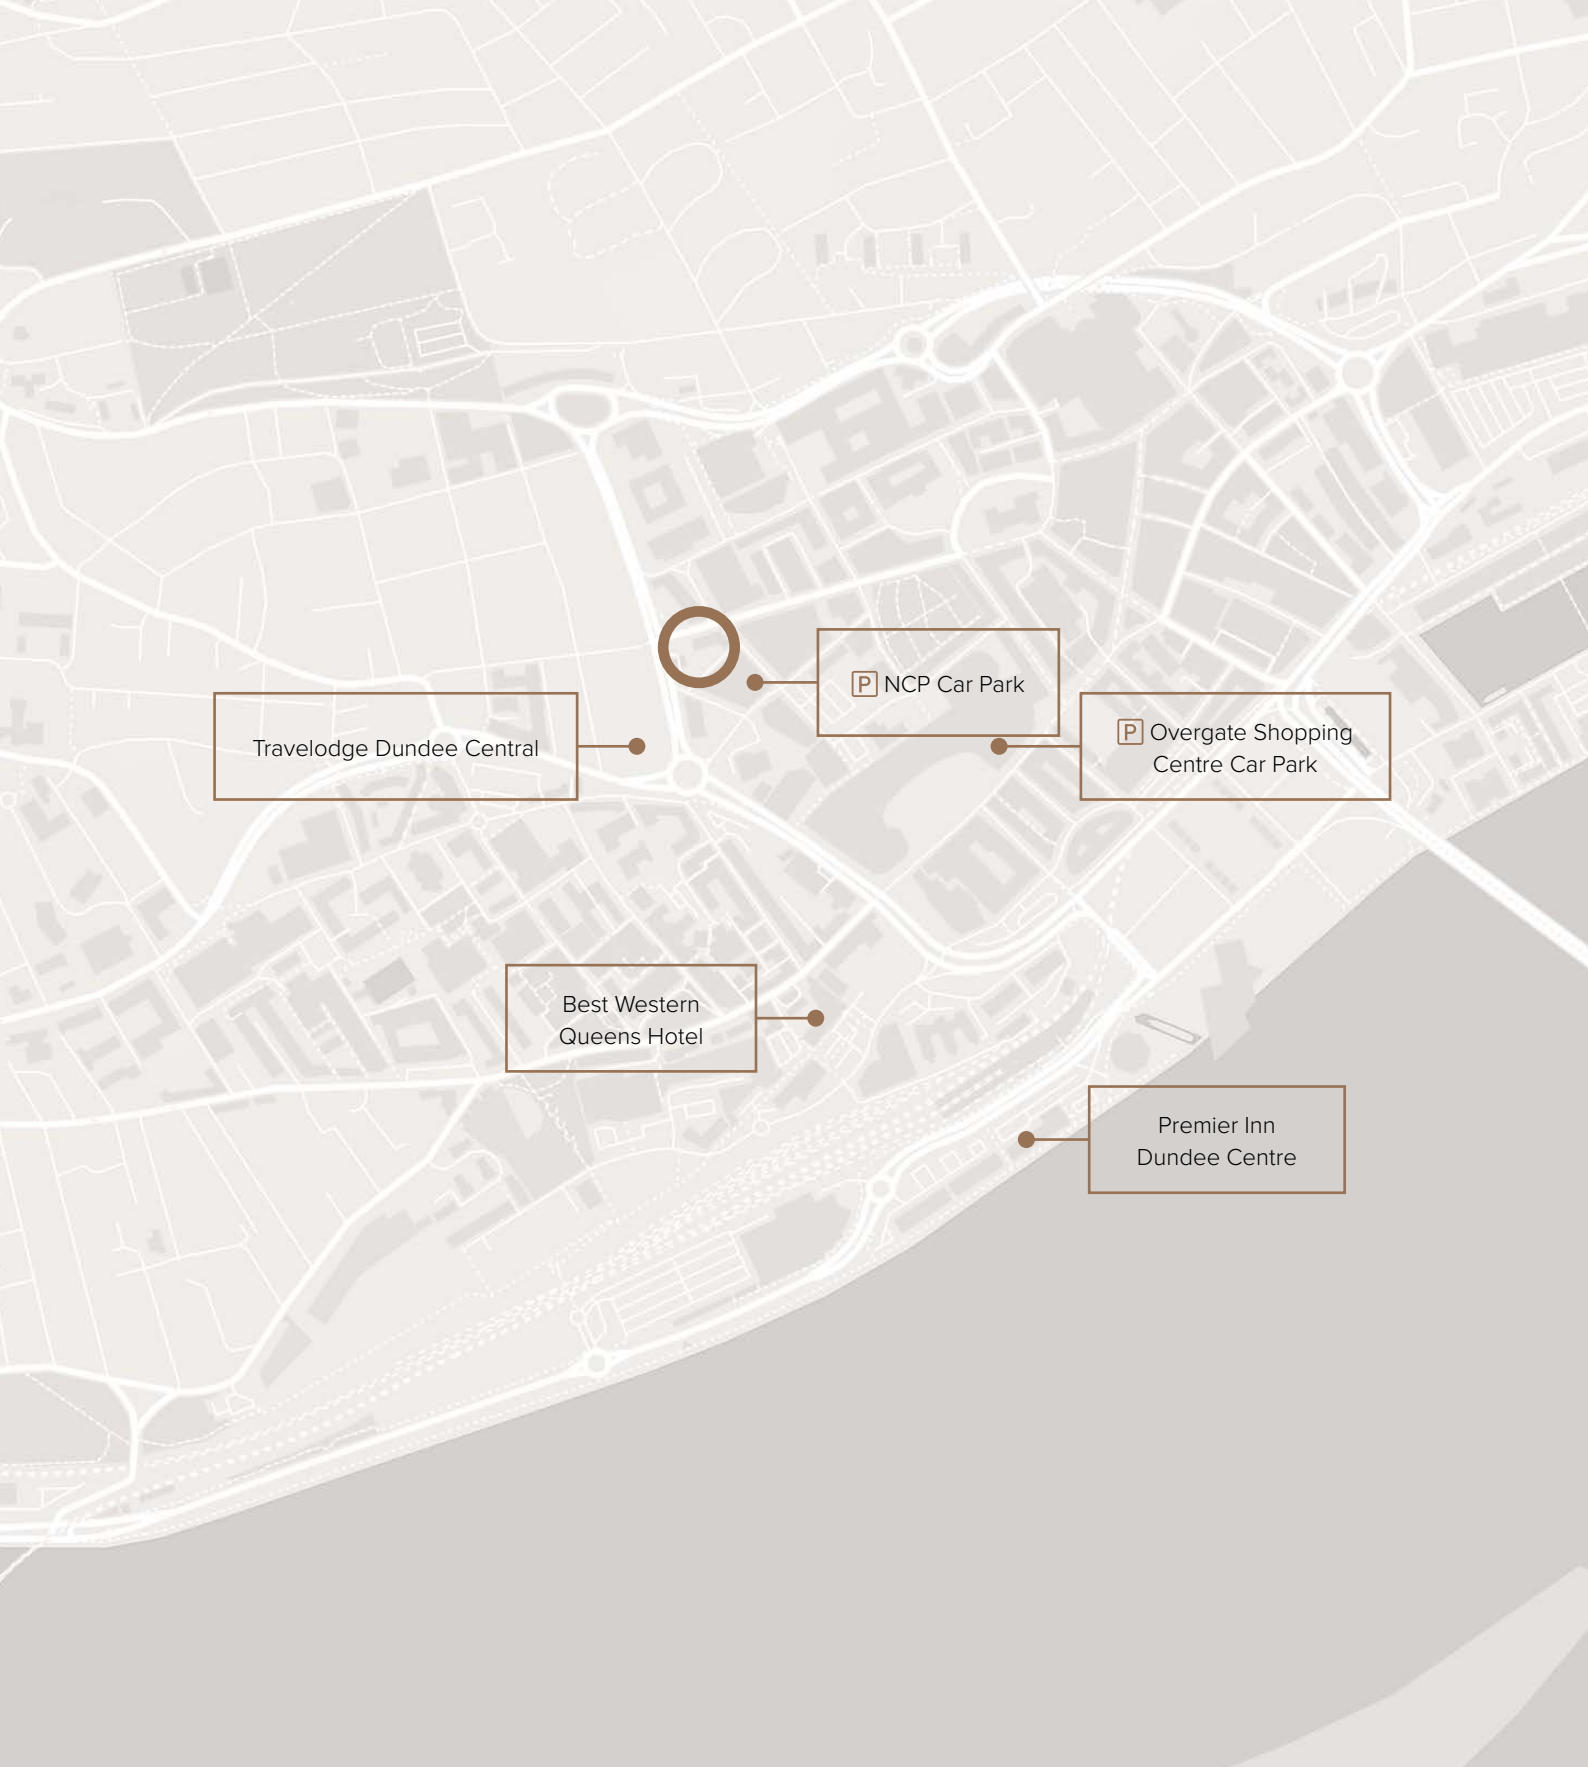 P NCP Car Park
Travelodge Dundee Central
P Overgate Shopping
Centre Car Park
Best Western
Queens Hotel
Premier Inn
Dundee Centre